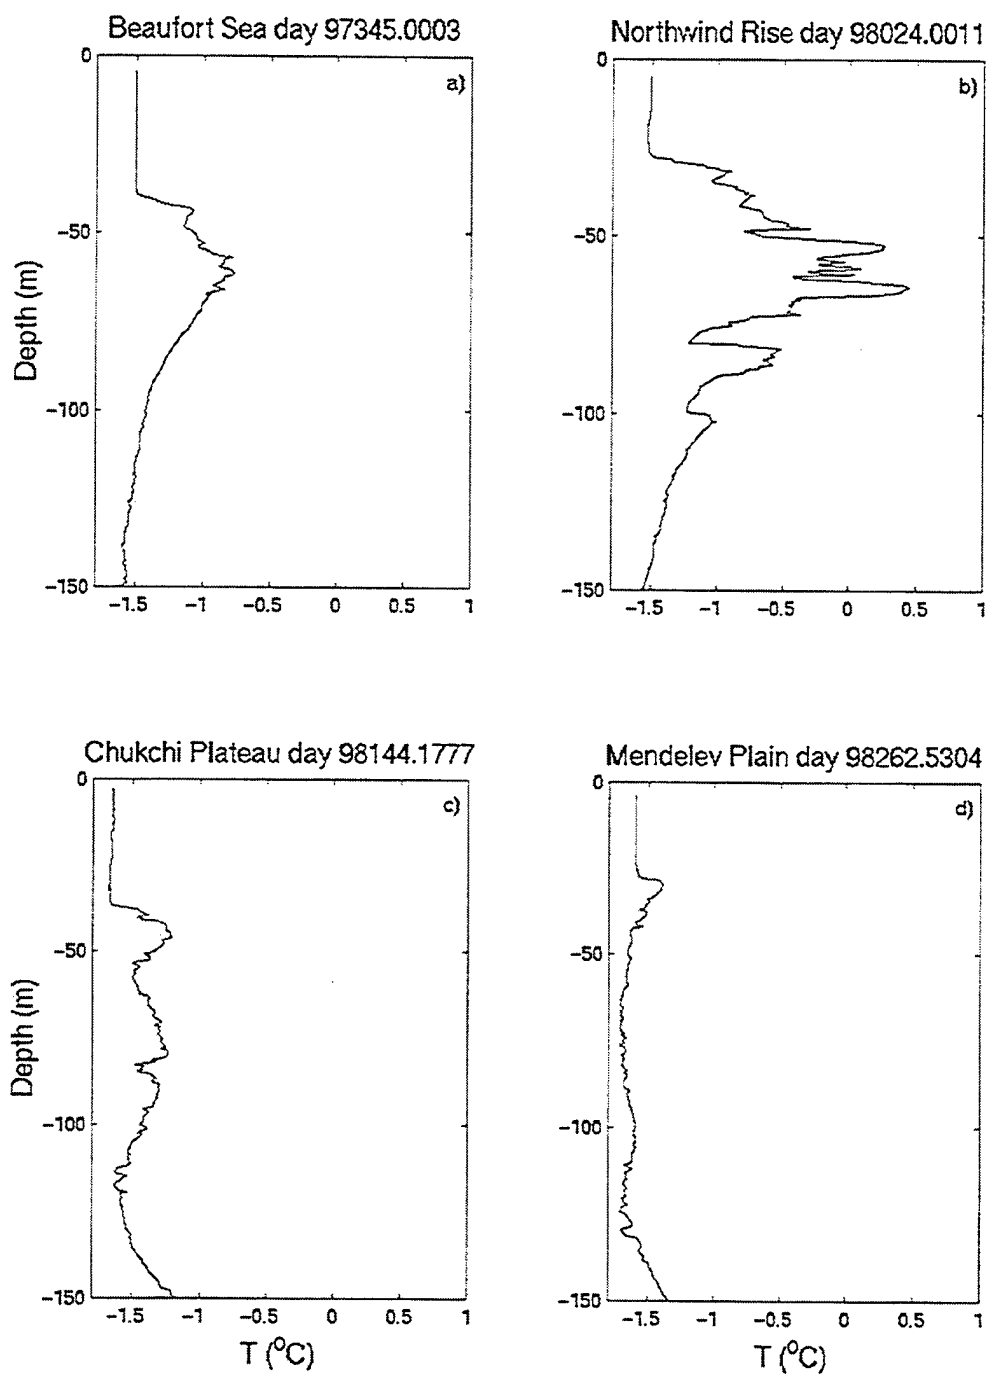 Beaufort Sea day 97345.0003
a)
0
−50
−100
−150
Depth (m)
−1.5 −1 −0.5 0 0.5 1
Northwind Rise day 98024.0011
b)
0
−50
−100
−150
−1.5 −1 −0.5 0 0.5 1
Chukchi Plateau day 98144.1777
c)
0
−50
−100
−150
Depth (m)
−1.5 −1 −0.5 0 0.5 1
T (°C)
Mendelev Plain day 98262.5304
d)
0
−50
−100
−150
−1.5 −1 −0.5 0 0.5 1
T (°C)